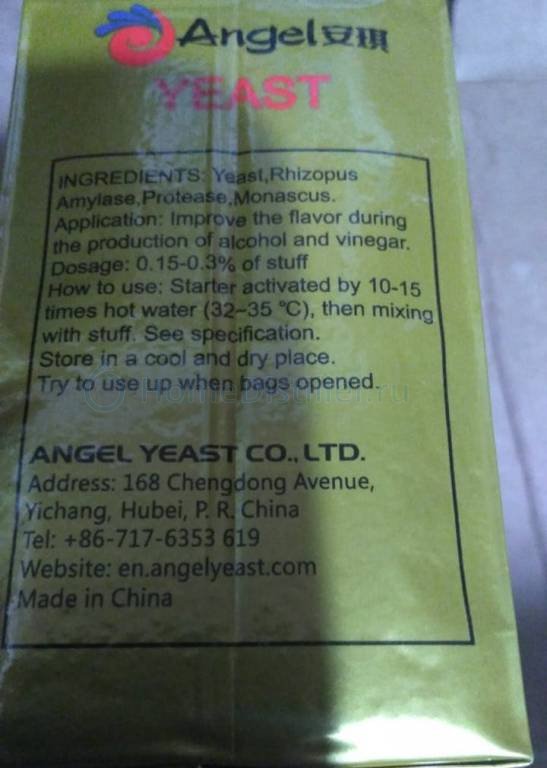 Angel安琪
YEAST
INGREDIENTS: Yeast,Rhizopus
Amylase,Protease,Monascus.
Application: Improve the flavor during
the production of alcohol and vinegar.
Dosage: 0.15-0.3% of stuff
How to use: Starter activated by 10-15
times hot water (32~35 ℃), then mixing
with stuff. See specification.
Store in a cool and dry place.
Try to use up when bags opened.
HomeDistiller.ru
ANGEL YEAST CO., LTD.
Address: 168 Chengdong Avenue,
Yichang, Hubei, P. R. China
Tel: +86-717-6353 619
Website: en.angelyeast.com
Made in China